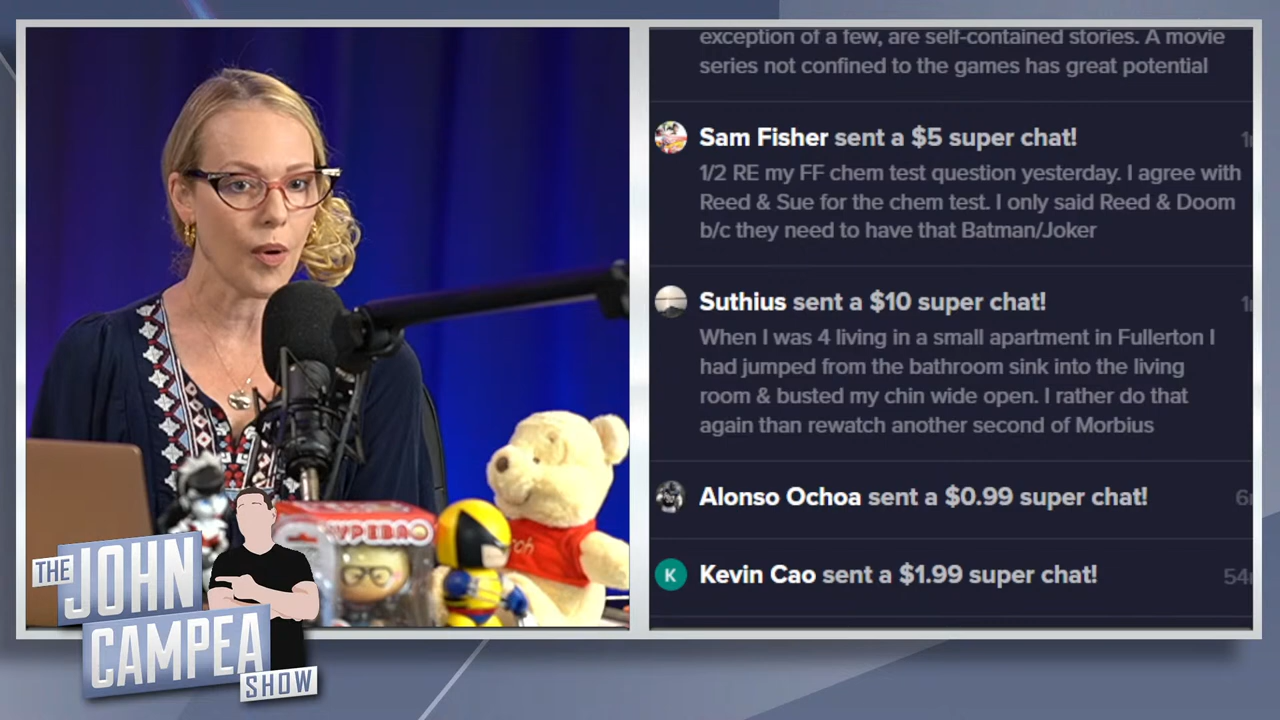 exception of a few, are self-contained stories. A movie
series not confined to the games has great potential
Sam Fisher sent a $5 super chat!
1/2 RE my FF chem test question yesterday. I agree with
Reed & Sue for the chem test. I only said Reed & Doom
b/c they need to have that Batman/Joker
Suthius sent a $10 super chat!
When I was 4 living in a small apartment in Fullerton I
had jumped from the bathroom sink into the living
room & busted my chin wide open. I rather do that
again than rewatch another second of Morbius
Alonso Ochoa sent a $0.99 super chat!
K
Kevin Cao sent a $1.99 super chat!
THE
JOHN
CAMPEA
SHOW